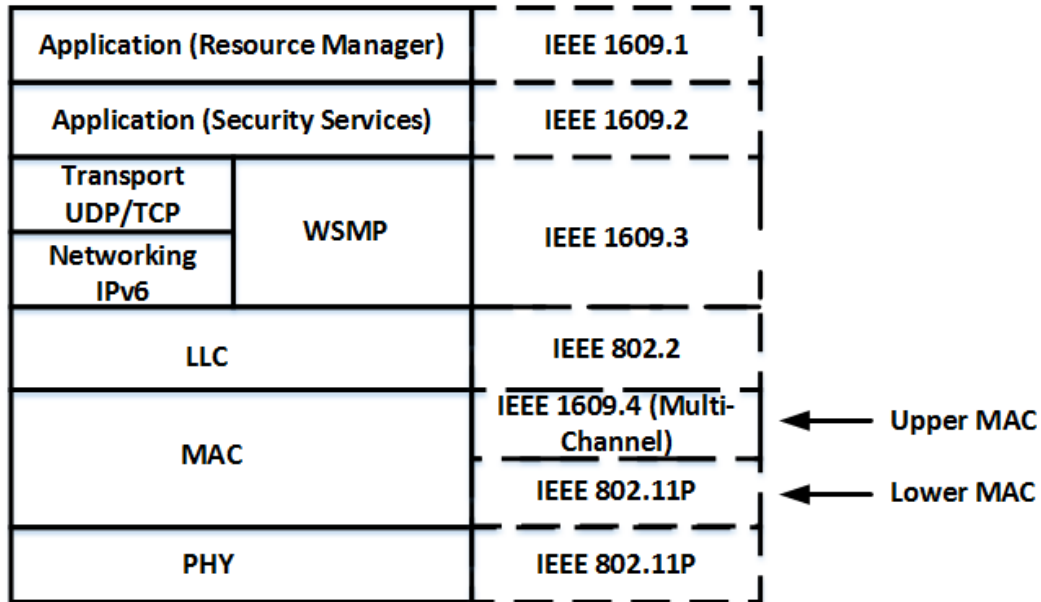 Application (Resource Manager)
IEEE 1609.1
Application (Security Services)
IEEE 1609.2
Transport
UDP/TCP
Networking
IPv6
WSMP
IEEE 1609.3
LLC
IEEE 802.2
MAC
IEEE 1609.4 (Multi-
Channel)
Upper MAC
IEEE 802.11P
Lower MAC
PHY
IEEE 802.11P